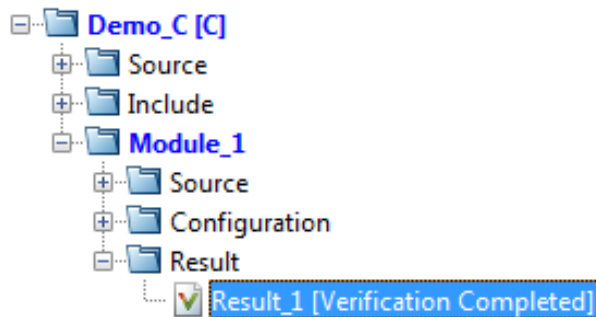 Demo_C [C]
Source
Include
Module_1
Source
Configuration
Result
Result_1 [Verification Completed]